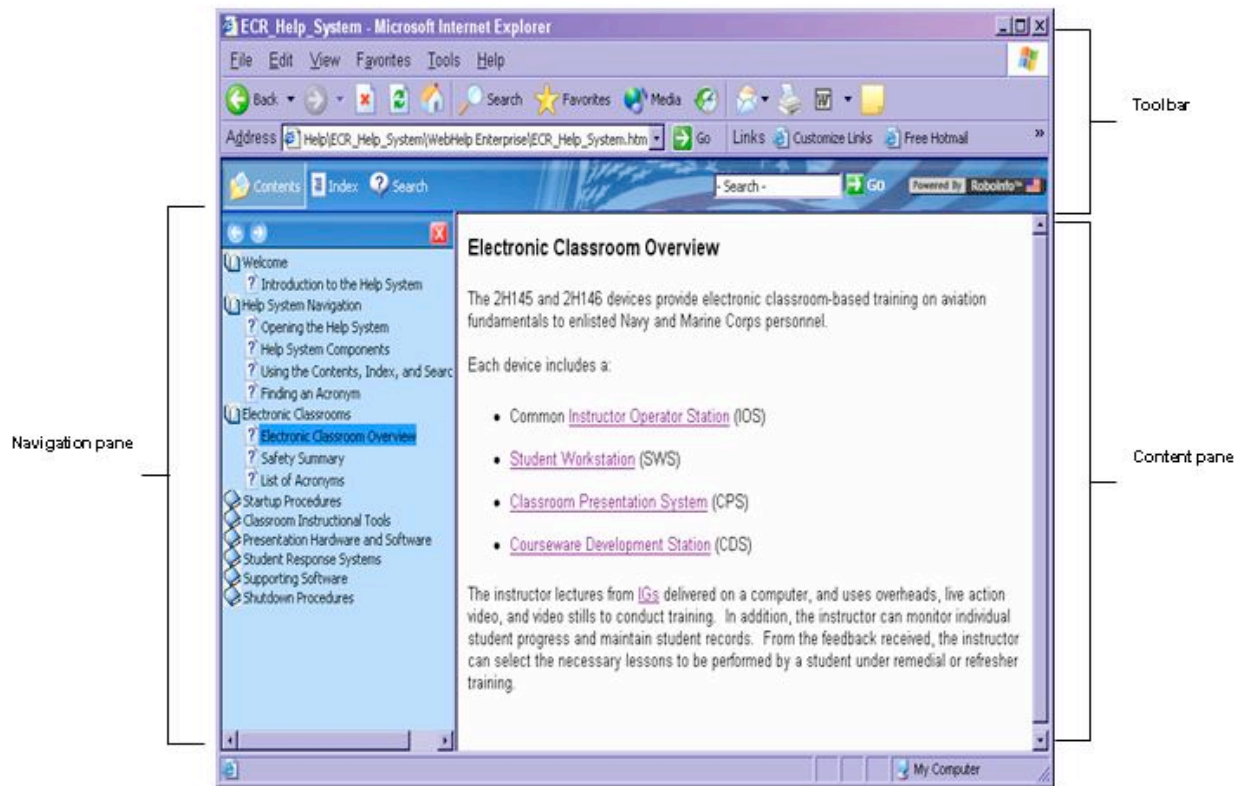 ECR_Help_System - Microsoft Internet Explorer
File Edit View Favorites Tools Help
Back Search Favorites Media
Address Help\ECR_Help_System\WebHelp Enterprise\ECR_Help_System.htm Go Links Customize Links Free Hotmail »
Toolbar
Contents Index Search - Search - GO Powered By RoboInfo™
Welcome
Introduction to the Help System
Help System Navigation
Opening the Help System
Help System Components
Using the Contents, Index, and Searc
Finding an Acronym
Electronic Classrooms
Electronic Classroom Overview
Safety Summary
List of Acronyms
Startup Procedures
Classroom Instructional Tools
Presentation Hardware and Software
Student Response Systems
Supporting Software
Shutdown Procedures
Navigation pane
Electronic Classroom Overview
The 2H145 and 2H146 devices provide electronic classroom-based training on aviation
fundamentals to enlisted Navy and Marine Corps personnel.
Each device includes a:
• Common Instructor Operator Station (IOS)
• Student Workstation (SWS)
• Classroom Presentation System (CPS)
• Courseware Development Station (CDS)
The instructor lectures from IGs delivered on a computer, and uses overheads, live action
video, and video stills to conduct training. In addition, the instructor can monitor individual
student progress and maintain student records. From the feedback received, the instructor
can select the necessary lessons to be performed by a student under remedial or refresher
training.
Content pane
My Computer